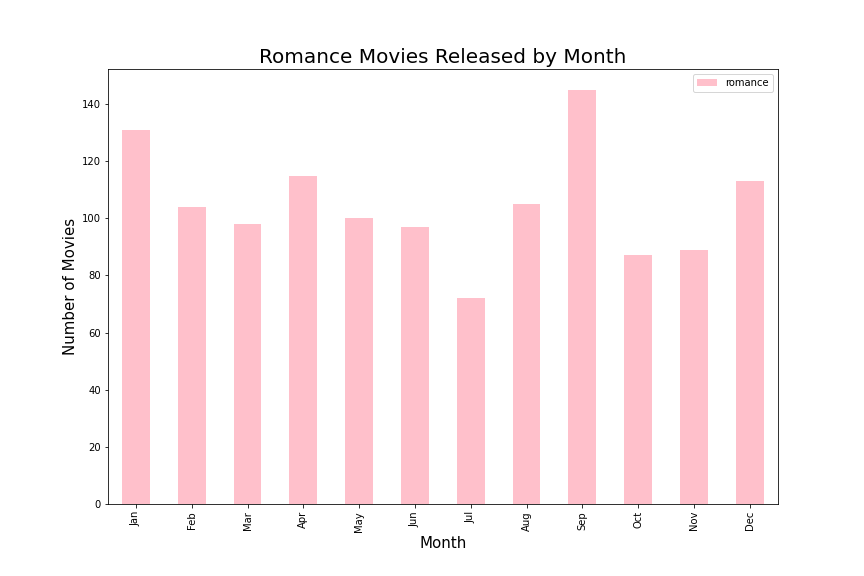 Romance Movies Released by Month
romance
Number of Movies
140
120
100
80
60
40
20
0
Jan
Feb
Mar
Apr
May
Jun
Jul
Aug
Sep
Oct
Nov
Dec
Month